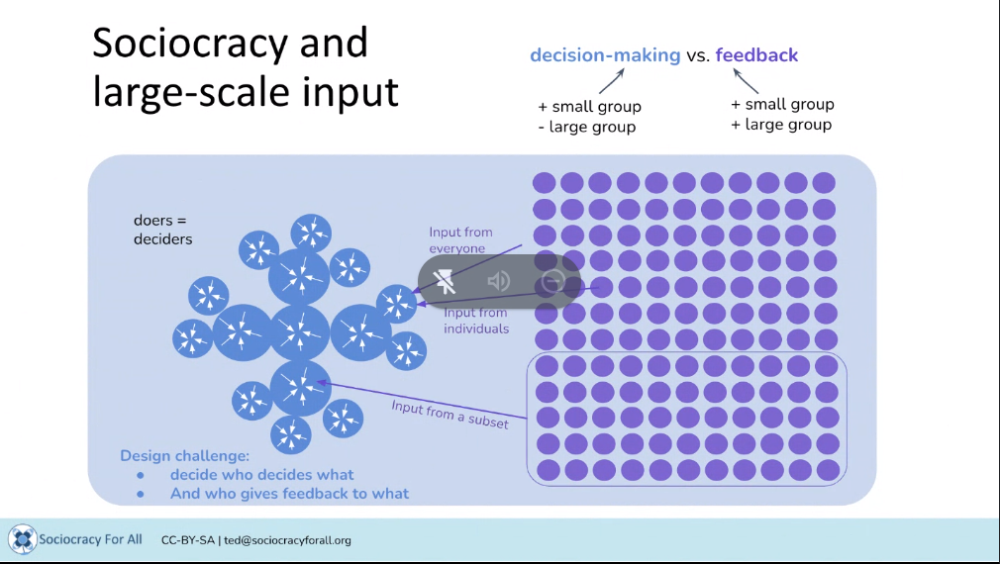 Sociocracy and
large-scale input
decision-making vs. feedback
+ small group
- large group
+ small group
+ large group
doers =
deciders
Input from
everyone
Input from
individuals
Input from a subset
Design challenge:
● decide who decides what
● And who gives feedback to what
Sociocracy For All
CC-BY-SA | ted@sociocracyforall.org